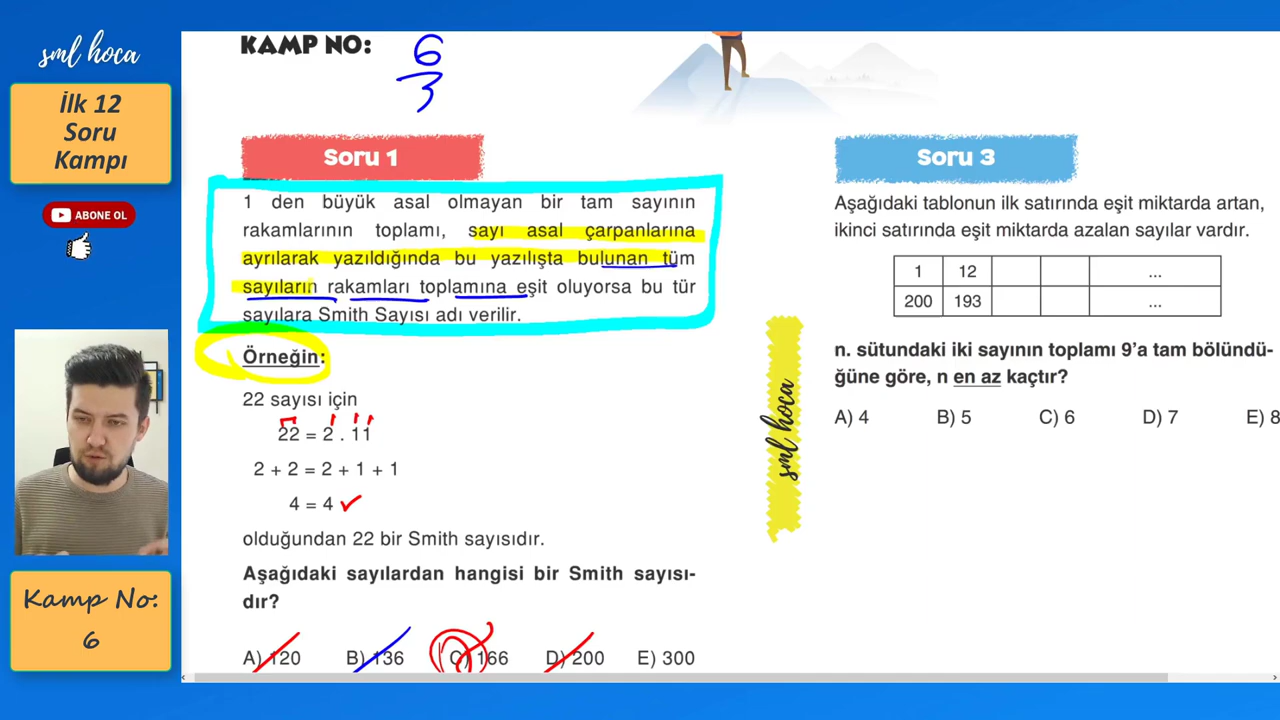 sml hoca
İlk 12
Soru
Kampı
ABONE OL
Kamp No:
6
KAMP NO:
6
3
Soru 1
1 den büyük asal olmayan bir tam sayının
rakamlarının toplamı, sayı asal çarpanlarına
ayrılarak yazıldığında bu yazılışta bulunan tüm
sayıların rakamları toplamına eşit oluyorsa bu tür
sayılara Smith Sayısı adı verilir.
Örneğin:
22 sayısı için
22 = 2 . 11
2 + 2 = 2 + 1 + 1
4 = 4
olduğundan 22 bir Smith sayısıdır.
Aşağıdaki sayılardan hangisi bir Smith sayısı-
dır?
A) 120 B) 136 C) 166 D) 200 E) 300
sml hoca
Soru 3
Aşağıdaki tablonun ilk satırında eşit miktarda artan,
ikinci satırında eşit miktarda azalan sayılar vardır.
1 12 ...
200 193 ...
n. sütundaki iki sayının toplamı 9’a tam bölündü-
ğüne göre, n en az kaçtır?
A) 4 B) 5 C) 6 D) 7 E) 8